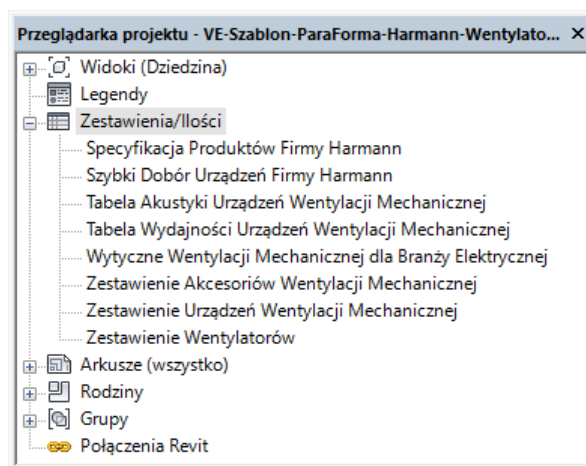 Przeglądarka projektu - VE-Szablon-ParaForma-Harmann-Wentylato...
Widoki (Dziedzina)
Legendy
Zestawienia/Ilości
Specyfikacja Produktów Firmy Harmann
Szybki Dobór Urządzeń Firmy Harmann
Tabela Akustyki Urządzeń Wentylacji Mechanicznej
Tabela Wydajności Urządzeń Wentylacji Mechanicznej
Wytyczne Wentylacji Mechanicznej dla Branży Elektrycznej
Zestawienie Akcesoriów Wentylacji Mechanicznej
Zestawienie Urządzeń Wentylacji Mechanicznej
Zestawienie Wentylatorów
Arkusze (wszystko)
Rodziny
Grupy
Połączenia Revit